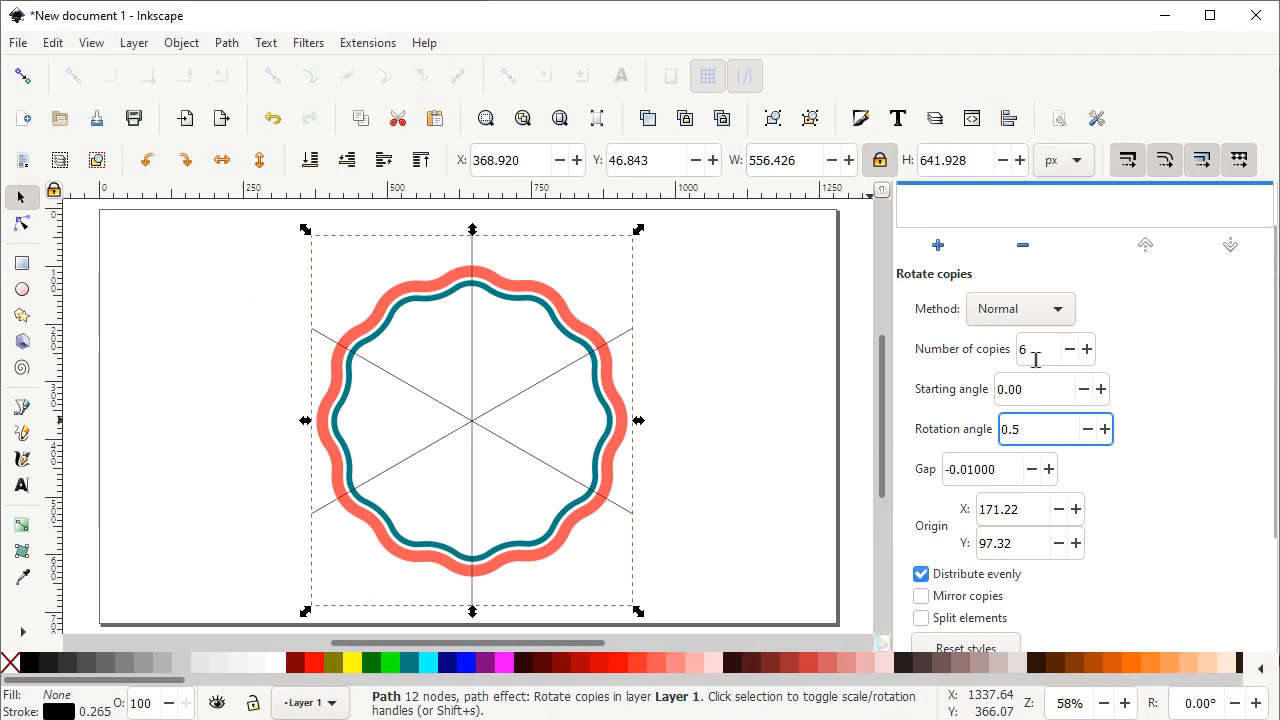 *New document 1 - Inkscape
File Edit View Layer Object Path Text Filters Extensions Help
X: 368.920 Y: 46.843 W: 556.426 H: 641.928 px
0 250 500 750 1000 1250
Rotate copies
Method: Normal
Number of copies 6
Starting angle 0.00
Rotation angle 0.5
Gap -0.01000
Origin
X: 171.22
Y: 97.32
Distribute evenly
Mirror copies
Split elements
Reset styles
Fill: None
Stroke: 0.265
O: 100
Layer 1
Path 12 nodes, path effect: Rotate copies in layer Layer 1. Click selection to toggle scale/rotation
handles (or Shift+s).
X: 1337.64
Y: 366.07
Z: 58%
R: 0.00°